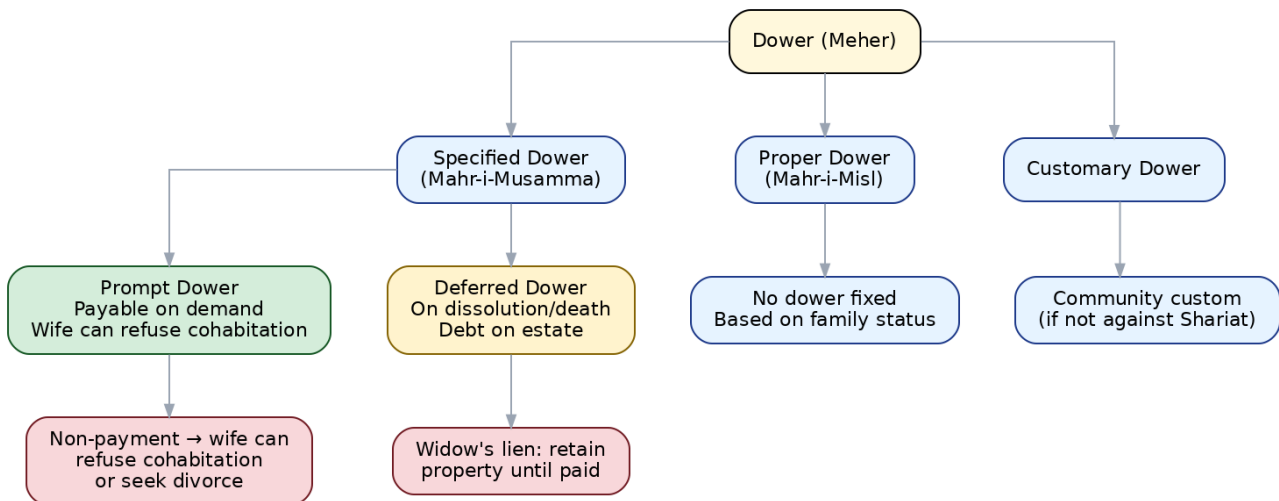 Dower (Meher)
Specified Dower
(Mahr-i-Musamma)
Proper Dower
(Mahr-i-Misl)
Customary Dower
Prompt Dower
Payable on demand
Wife can refuse cohabitation
Deferred Dower
On dissolution/death
Debt on estate
No dower fixed
Based on family status
Community custom
(if not against Shariat)
Non-payment → wife can
refuse cohabitation
or seek divorce
Widow's lien: retain
property until paid